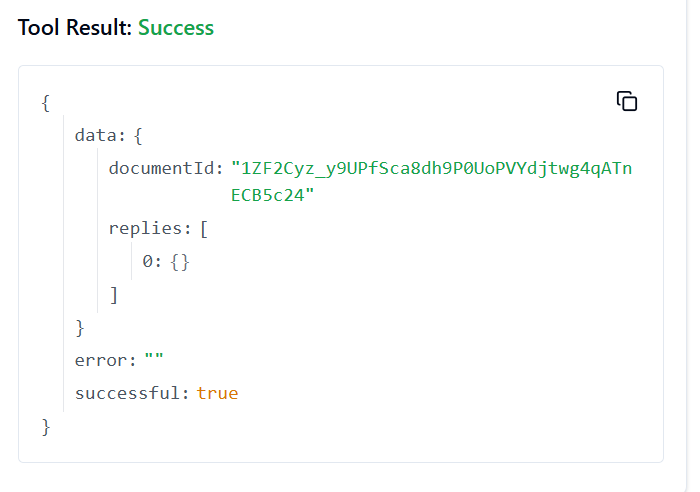 Tool Result: Success
{
data: {
documentId: "1ZF2Cyz_y9UPfSca8dh9P0UoPVYdjtwg4qATn
ECB5c24"
replies: [
0: {}
]
}
error: ""
successful: true
}